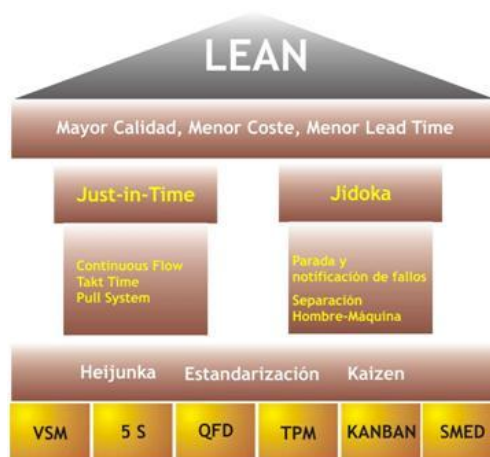 LEAN
Mayor Calidad, Menor Coste, Menor Lead Time
Just-in-Time
Jidoka
Continuous Flow
Takt Time
Pull System
Parada y
notificación de fallos
Separación
Hombre-Máquina
Heijunka Estandarización Kaizen
VSM 5 S QFD TPM KANBAN SMED